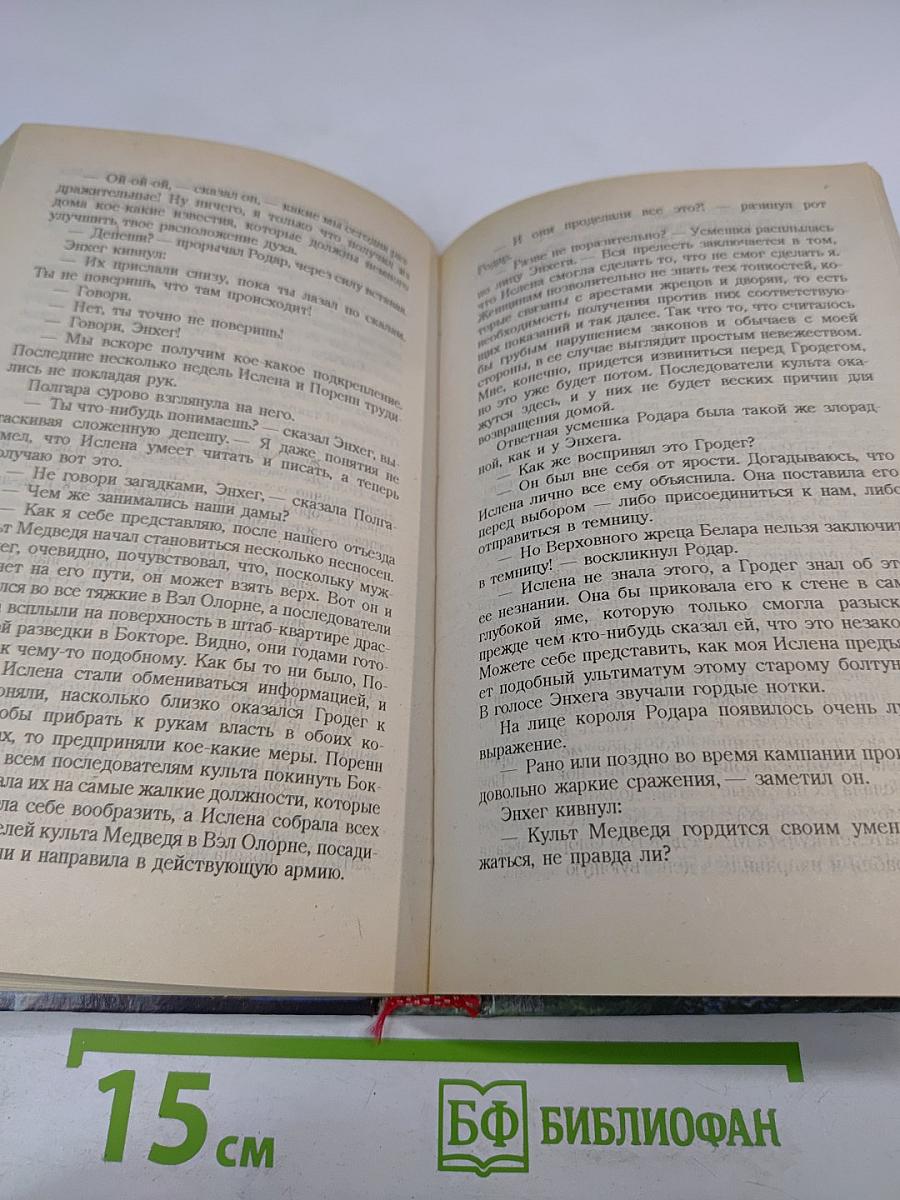 — Ой-ой-ой, — сказал он, — какие мы сегодня раз-
дражительные! Ну ничего, я только что получил из
дома кое-какие известия, которые должны немного
улучшить твое расположение духа.
— Депеши? — прорычал Родар, через силу вставая.
Энхег кивнул:
— Их прислали снизу, пока ты лазал по скалам.
Ты не поверишь, что там происходит!
— Говори.
— Нет, ты точно не поверишь!
— Говори, Энхег!
— Мы вскоре получим кое-какое подкрепление.
Последние несколько недель Ислена и Поренн труди-
лись не покладая рук.
Полгара сурово взглянула на него.
— Ты что-нибудь понимаешь? — сказал Энхег, вы-
таскивая сложенную депешу. — Я даже понятия не
мел, что Ислена умеет читать и писать, а теперь
олучаю вот это.
— Не говори загадками, Энхег, — сказала Полга-
— Чем же занимались наши дамы?
— Как я себе представляю, после нашего отъезда
ьт Медведя начал становиться несколько несносен.
ег, очевидно, почувствовал, что, поскольку муж-
нет на его пути, он может взять верх. Вот он и
лся во все тяжкие в Вэл Олорне, а последователи
всплыли на поверхность в штаб-квартире драс-
й разведки в Бокторе. Видно, они годами гото-
к чему-то подобному. Как бы то ни было, По-
Ислена стали обмениваться информацией, и
оняли, насколько близко оказался Гродег к
обы прибрать к рукам власть в обоих ко-
ах, то предприняли кое-какие меры. Поренн
всем последователям культа покинуть Бок-
ала их на самые жалкие должности, которые
ла себе вообразить, а Ислена собрала всех
елей культа Медведя в Вэл Олорне, посади-
ли и направила в действующую армию.
— И они проделали все это?! — разинул рот
Родар.
— Разве не поразительно? — Усмешка расплылась
по лицу Энхега. — Вся прелесть заключается в том,
что Ислена смогла сделать то, что не смог сделать я.
Женщинам позволительно не знать тех тонкостей, ко-
торые связаны с арестами жрецов и дворян, то есть
необходимость получения против них соответствую-
щих показаний и так далее. Так что то, что считалось
бы грубым нарушением законов и обычаев с моей
стороны, в ее случае выглядит простым невежеством.
Мне, конечно, придется извиниться перед Гродегом,
но это уже будет потом. Последователи культа ока-
жутся здесь, и у них не будет веских причин для
возвращения домой.
Ответная усмешка Родара была такой же злорад-
ной, как и у Энхега.
— Как же воспринял это Гродег?
— Он был вне себя от ярости. Догадываюсь, что
Ислена лично все ему объяснила. Она поставила его
перед выбором — либо присоединиться к нам, либо
отправиться в темницу.
— Но Верховного жреца Белара нельзя заключит
в темницу! — воскликнул Родар.
— Ислена не знала этого, а Гродег знал об эт
ее незнании. Она бы приковала его к стене в сам
глубокой яме, которую только смогла разыск
прежде чем кто-нибудь сказал ей, что это незако
Можете себе представить, как моя Ислена предъя
ет подобный ультиматум этому старому болтун
В голосе Энхега звучали гордые нотки.
На лице короля Родара появилось очень лу
выражение.
— Рано или поздно во время кампании прои
довольно жаркие сражения, — заметил он.
Энхег кивнул:
— Культ Медведя гордится своим умен
жаться, не правда ли?
15 см
БФ БИБЛИОФАН